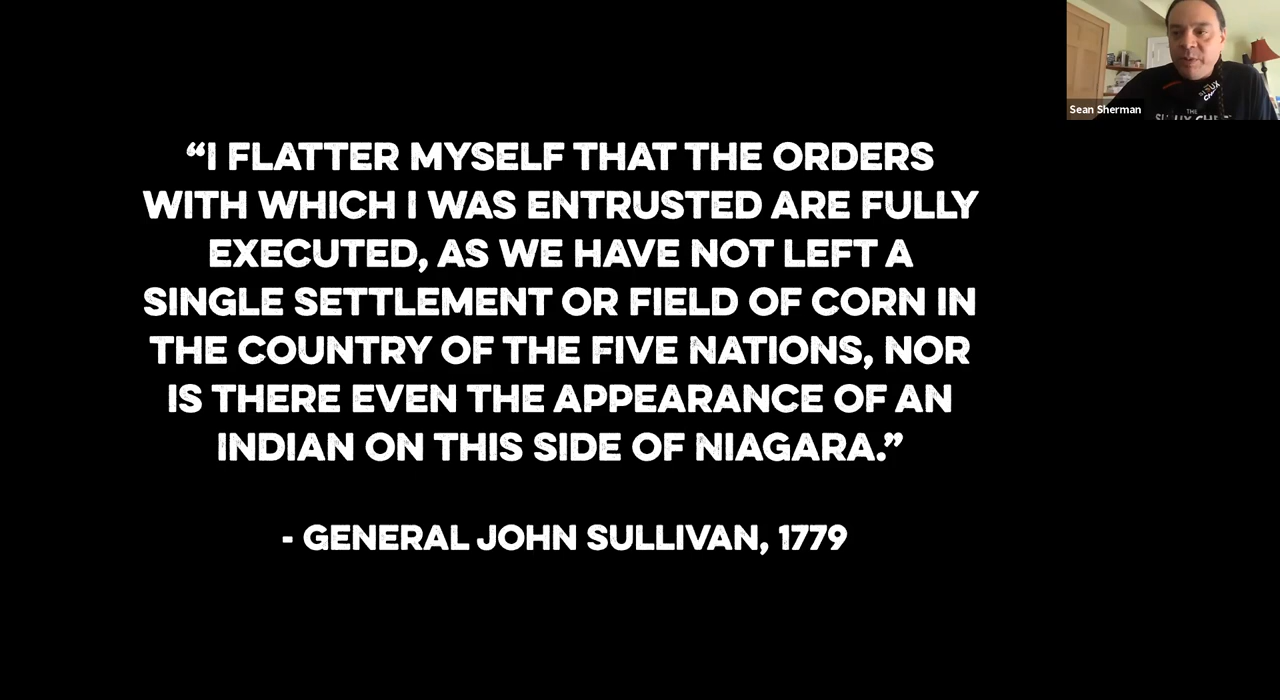 “I FLATTER MYSELF THAT THE ORDERS
WITH WHICH I WAS ENTRUSTED ARE FULLY
EXECUTED, AS WE HAVE NOT LEFT A
SINGLE SETTLEMENT OR FIELD OF CORN IN
THE COUNTRY OF THE FIVE NATIONS, NOR
IS THERE EVEN THE APPEARANCE OF AN
INDIAN ON THIS SIDE OF NIAGARA.”
- GENERAL JOHN SULLIVAN, 1779
Sean Sherman
THE